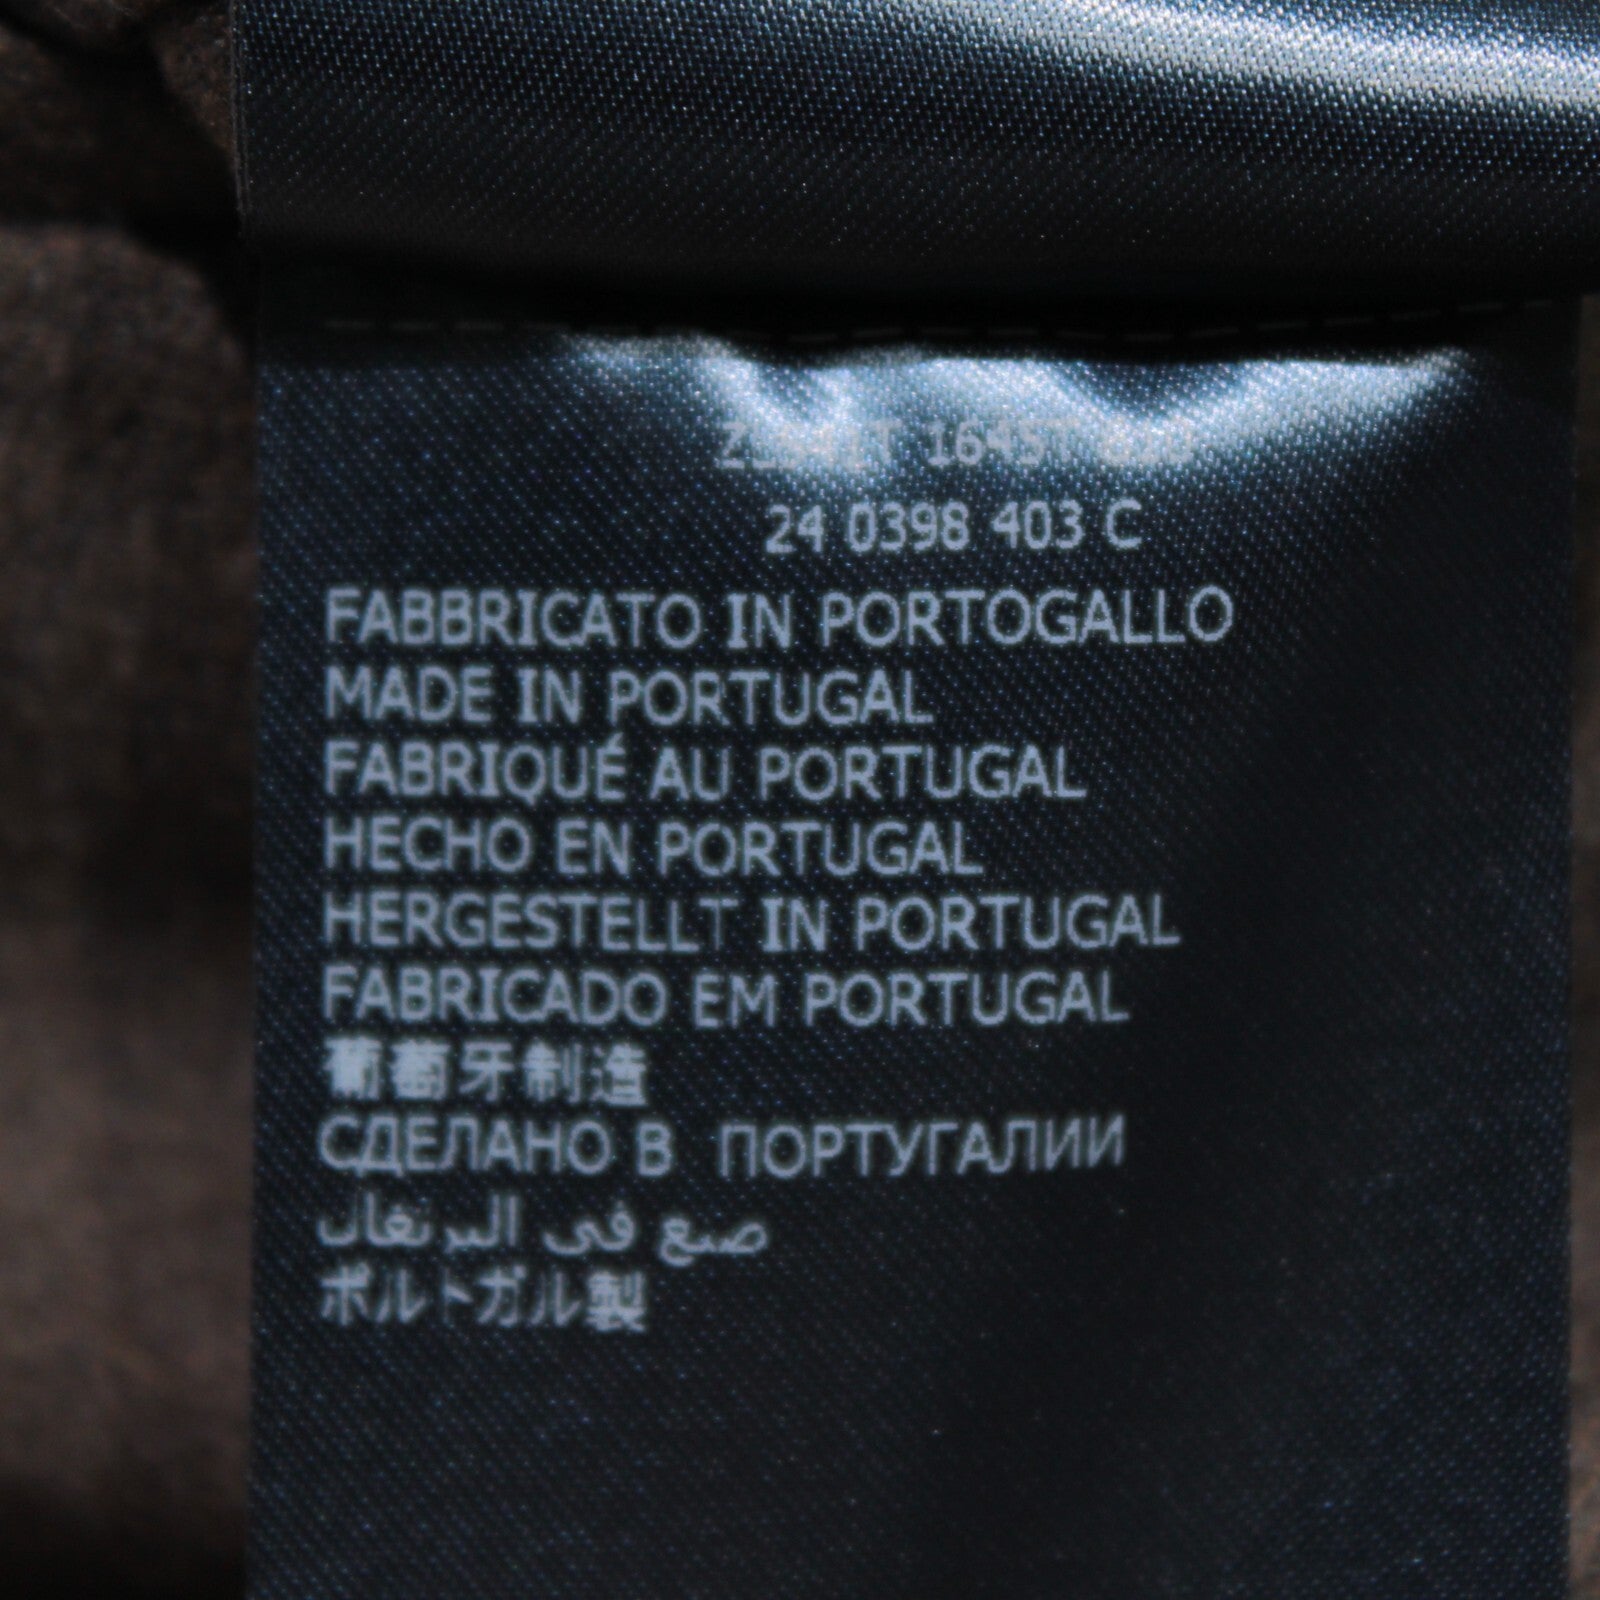 1645T
24 0398 403 C
FABBRICATO IN PORTOGALLO
MADE IN PORTUGAL
FABRIQUÉ AU PORTUGAL
HECHO EN PORTUGAL
HERGESTELLT IN PORTUGAL
FABRICADO EM PORTUGAL
葡萄牙制造
СДЕЛАНО В ПОРТУГАЛИИ
صنع في البرتغال
ポルトガル製